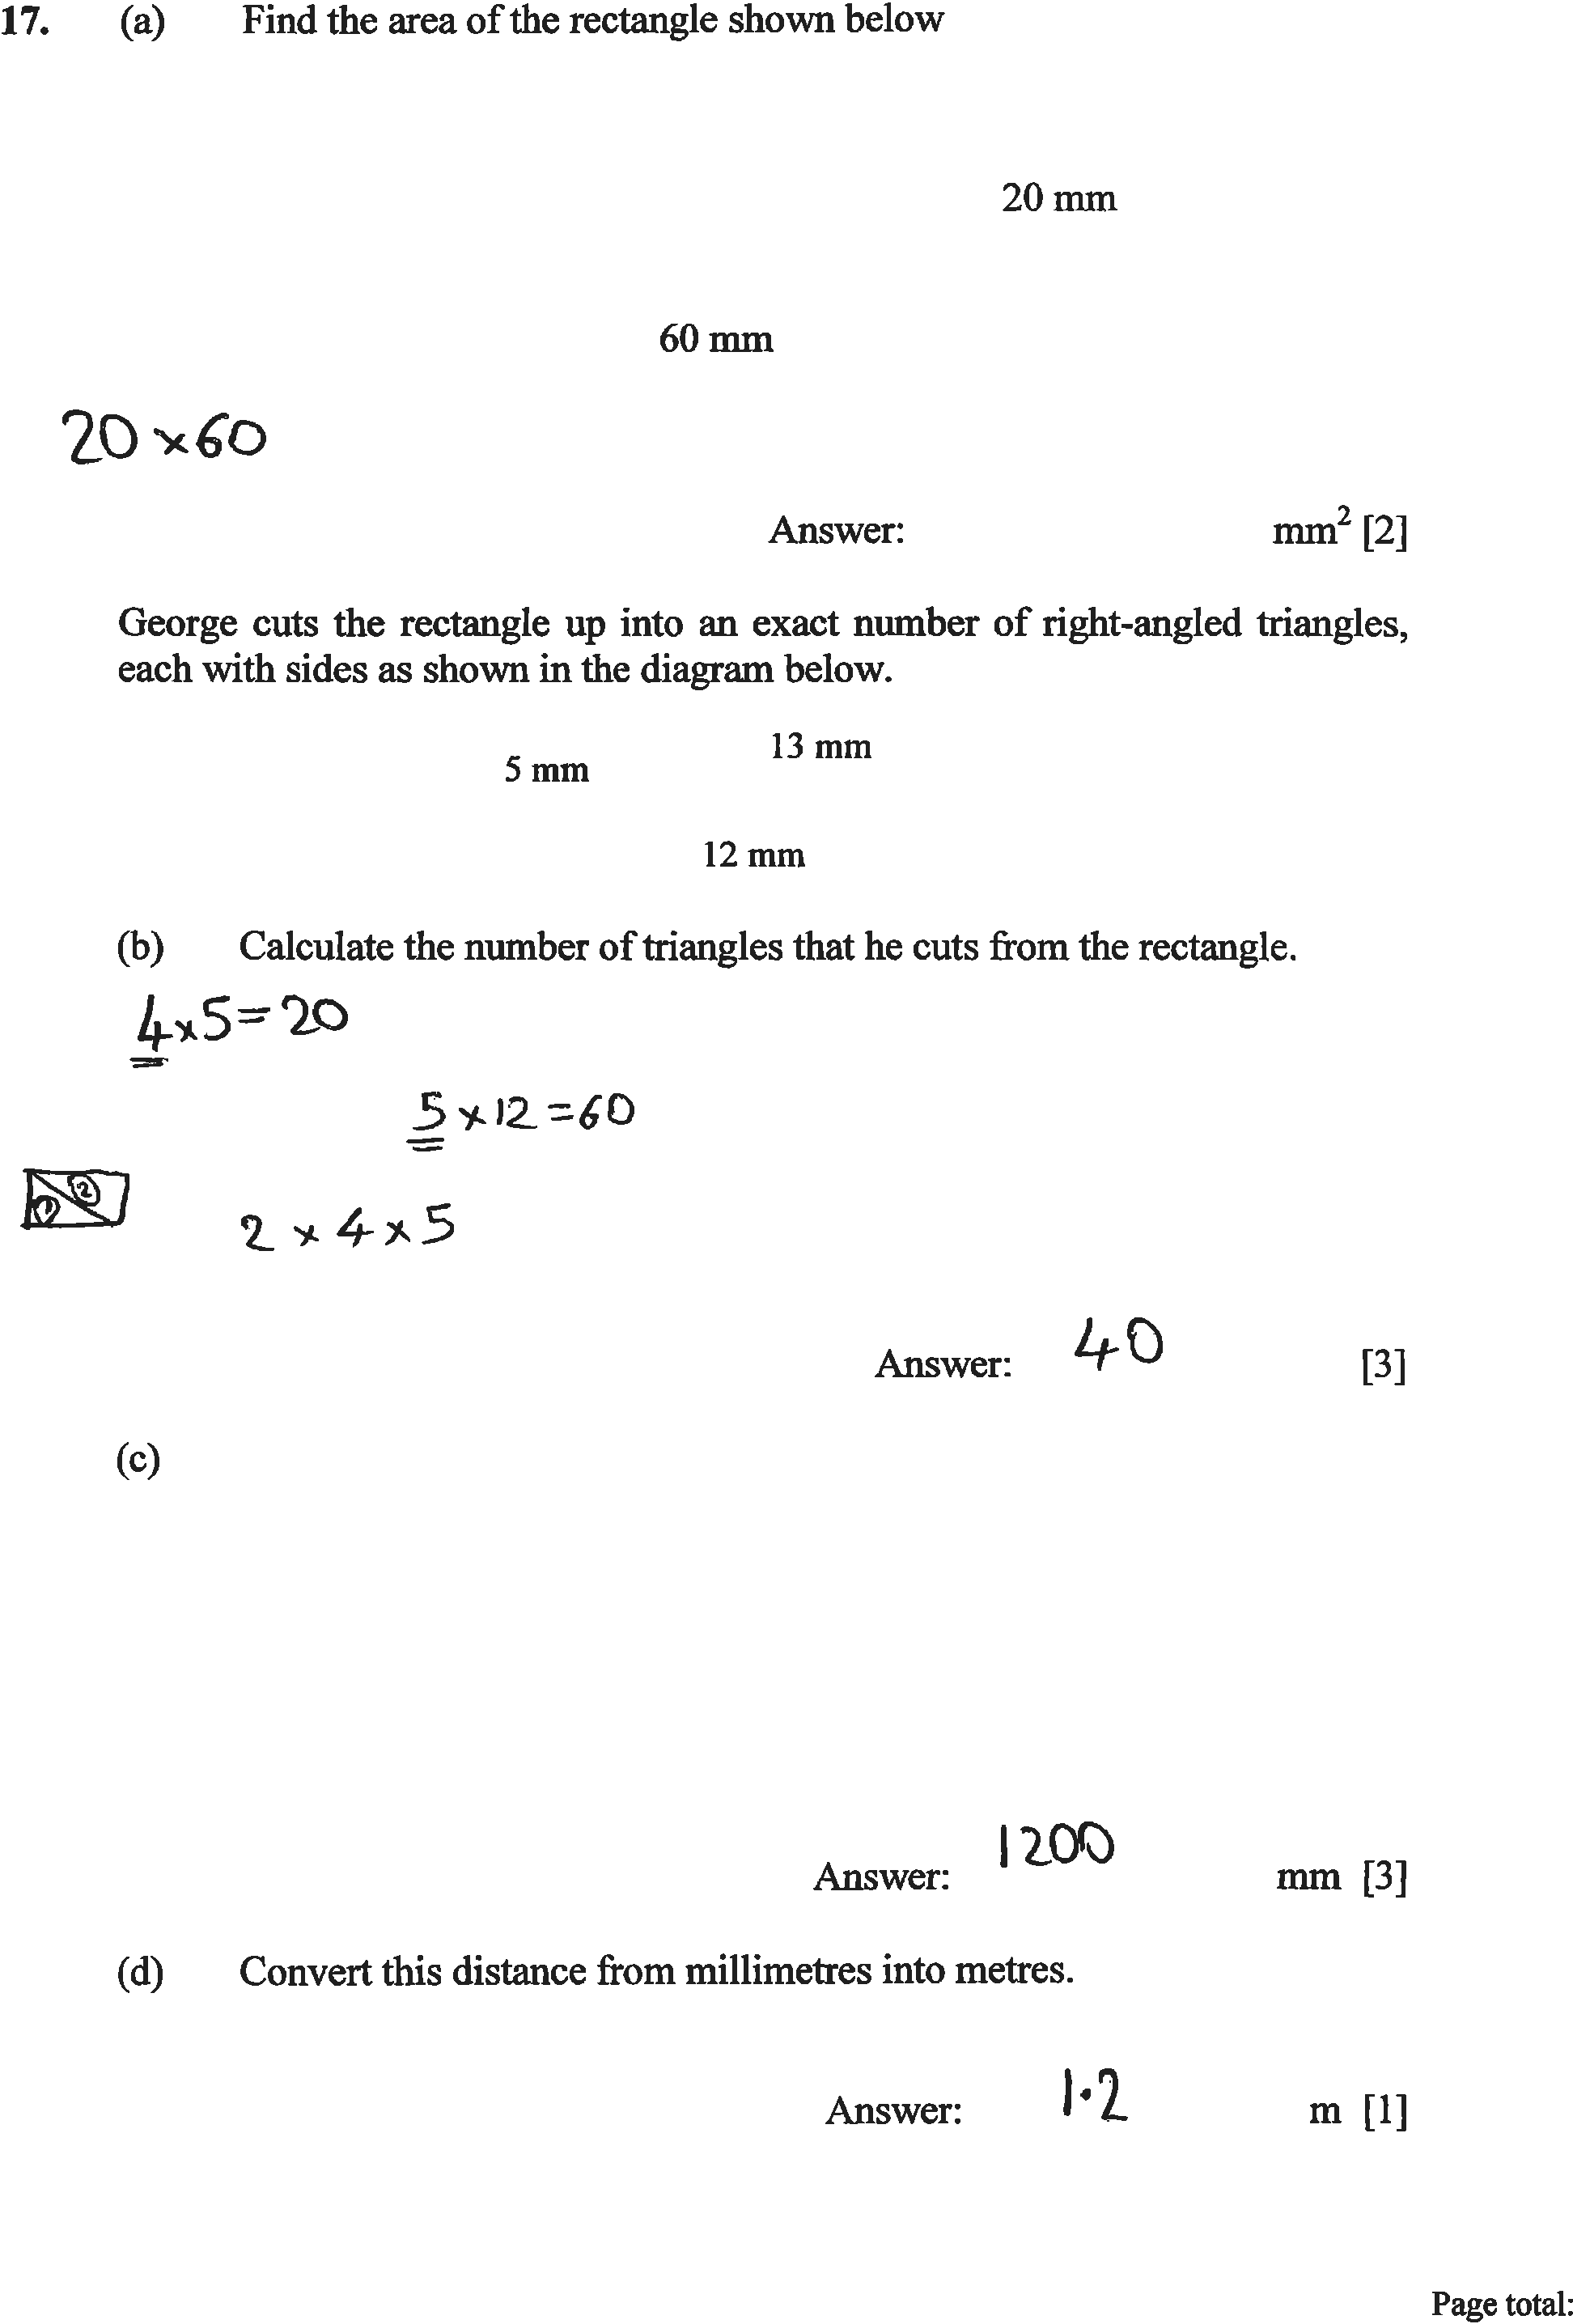 17. (a) Find the area of the rectangle shown below
20 mm
60 mm
20 × 60
Answer: mm² [2]
George cuts the rectangle up into an exact number of right-angled triangles,
each with sides as shown in the diagram below.
13 mm
5 mm
12 mm
(b) Calculate the number of triangles that he cuts from the rectangle.
4 × 5 = 20
5 × 12 = 60
1 2
2 × 4 × 5
Answer: 40 [3]
(c)
Answer: 1200 mm [3]
(d) Convert this distance from millimetres into metres.
Answer: 1·2 m [1]
Page total: